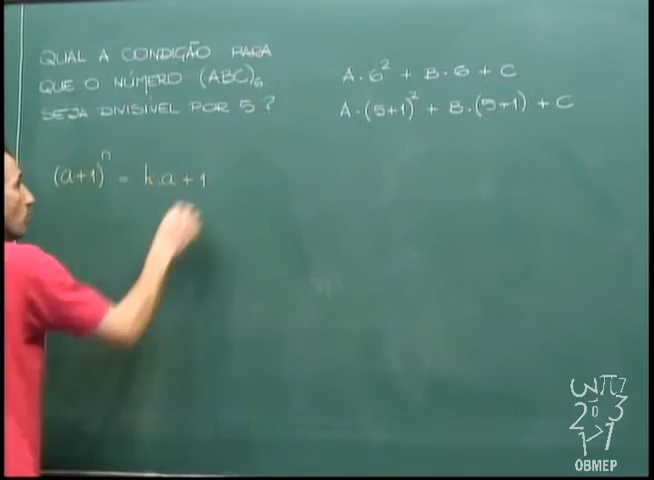 QUAL A CONDIÇÃO PARA
QUE O NÚMERO (ABC)₆
SEJA DIVISÍVEL POR 5?
A.6² + B.6 + C
A.(5+1)² + B.(5+1) + C
(a+1)ⁿ = k.a + 1
OBMEP